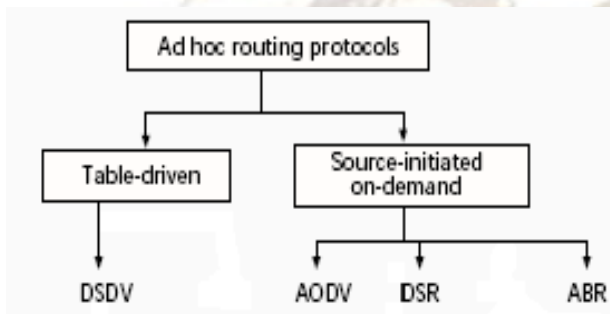 Ad hoc routing protocols
Table-driven
Source-initiated
on-demand
DSDV
AODV
DSR
ABR